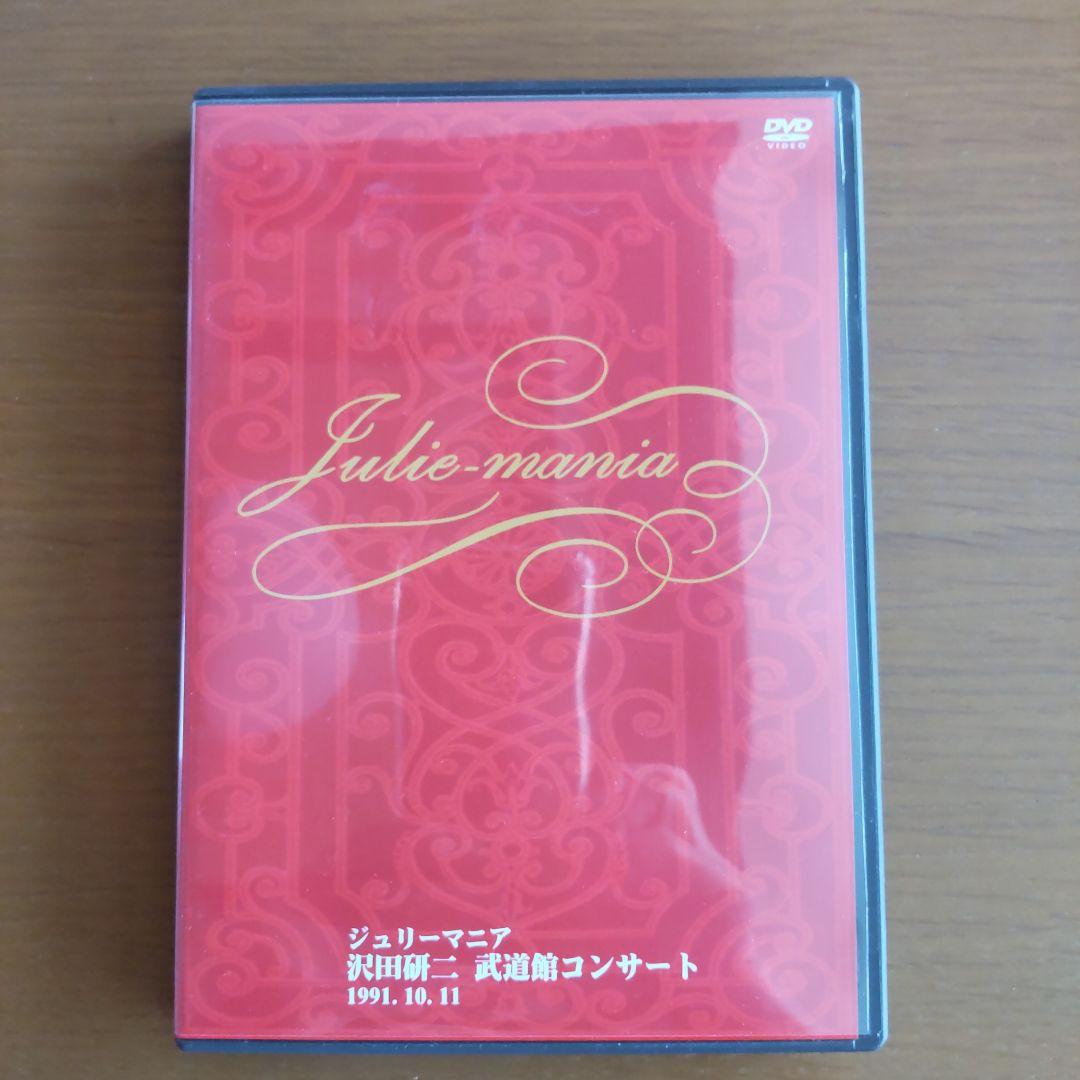 DVD
VIDEO
Julie-mania
ジュリーマニア
沢田研二 武道館コンサート
1991. 10. 11